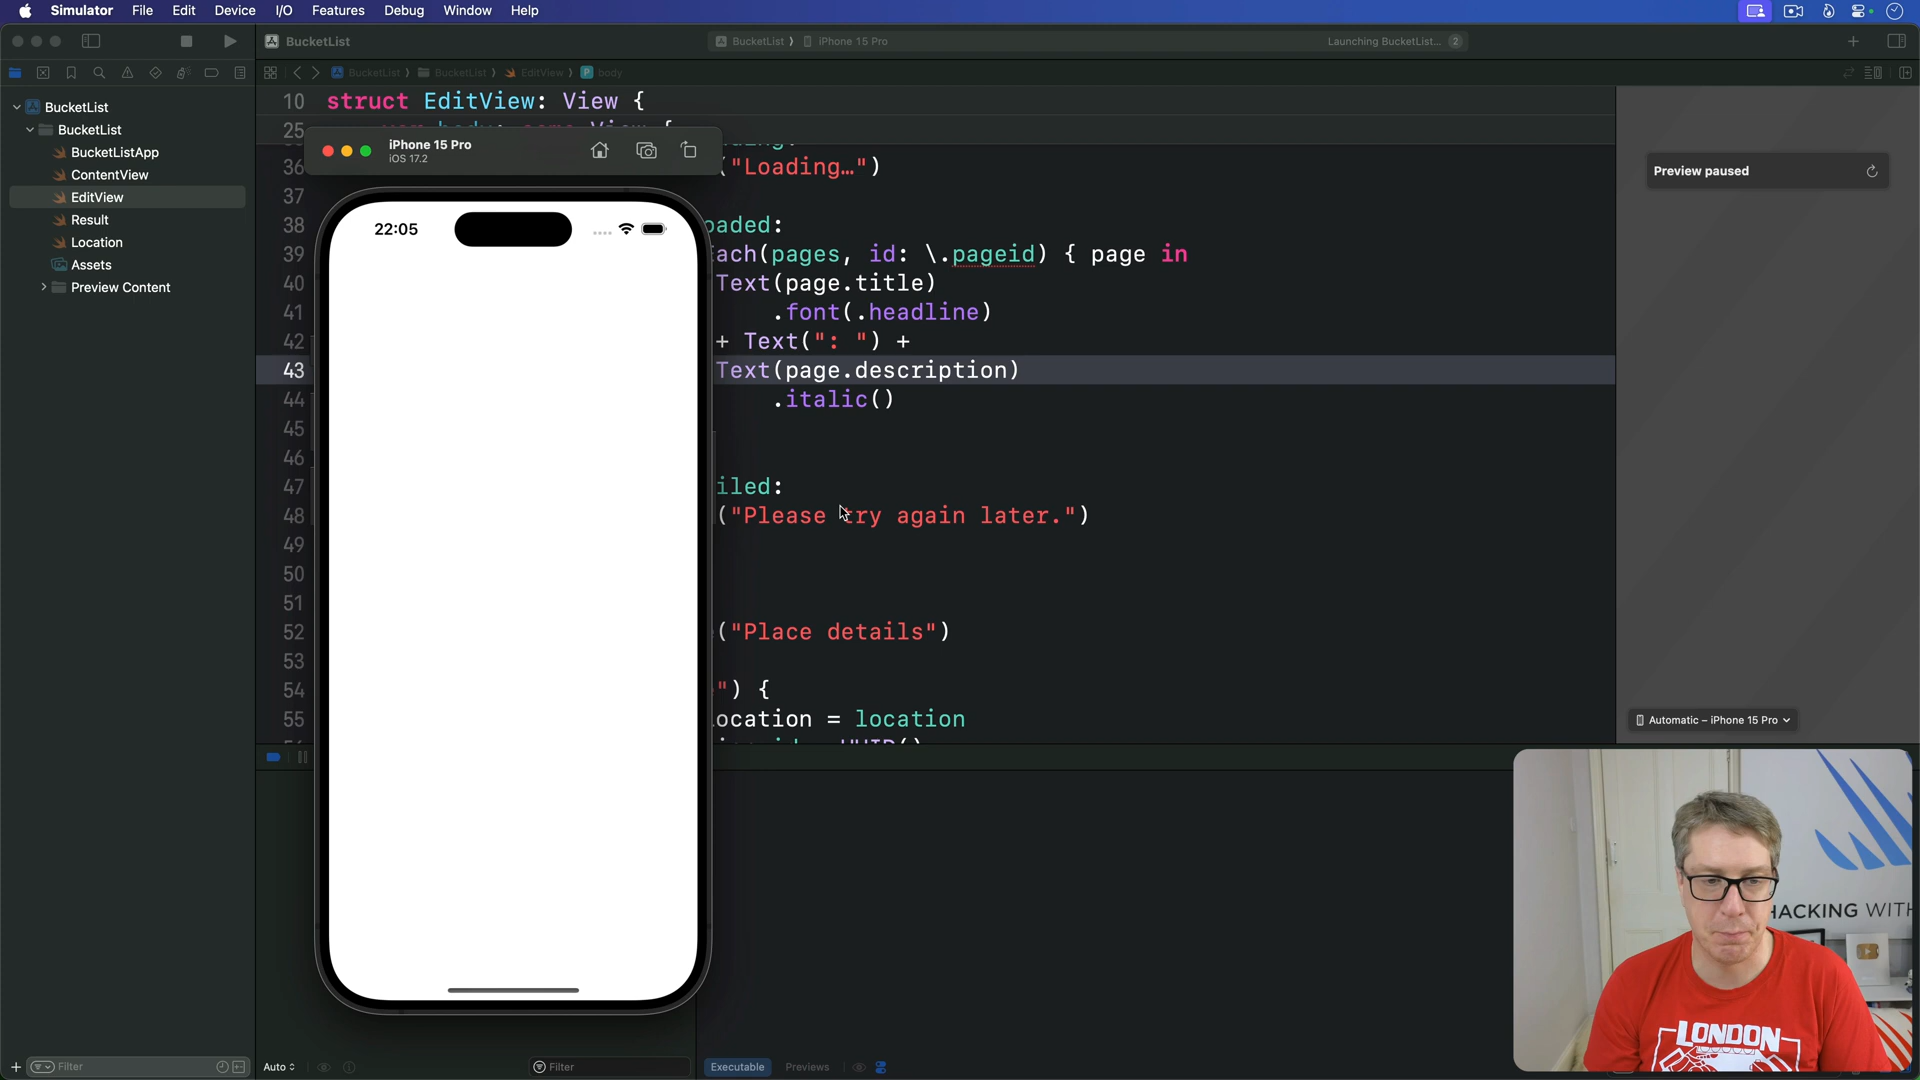 Simulator File Edit Device I/O Features Debug Window Help
BucketList
BucketList
iPhone 15 Pro
Launching BucketList...
2
BucketList
BucketList
EditView
body
BucketList
BucketList
BucketListApp
ContentView
EditView
Result
Location
Assets
Preview Content
10 struct EditView: View {
25
36 ("Loading…")
37
38 oaded:
39 ach(pages, id: \.pageid) { page in
40 Text(page.title)
41 .font(.headline)
42 + Text(": ") +
43 Text(page.description)
44 .italic()
45
46
47 iled:
48 ("Please try again later.")
49
50
51
52 ("Place details")
53
54 ") {
55 ocation = location
iPhone 15 Pro
iOS 17.2
22:05
Preview paused
Automatic – iPhone 15 Pro
HACKING WITH
LONDON
Filter
Auto
Filter
Executable
Previews